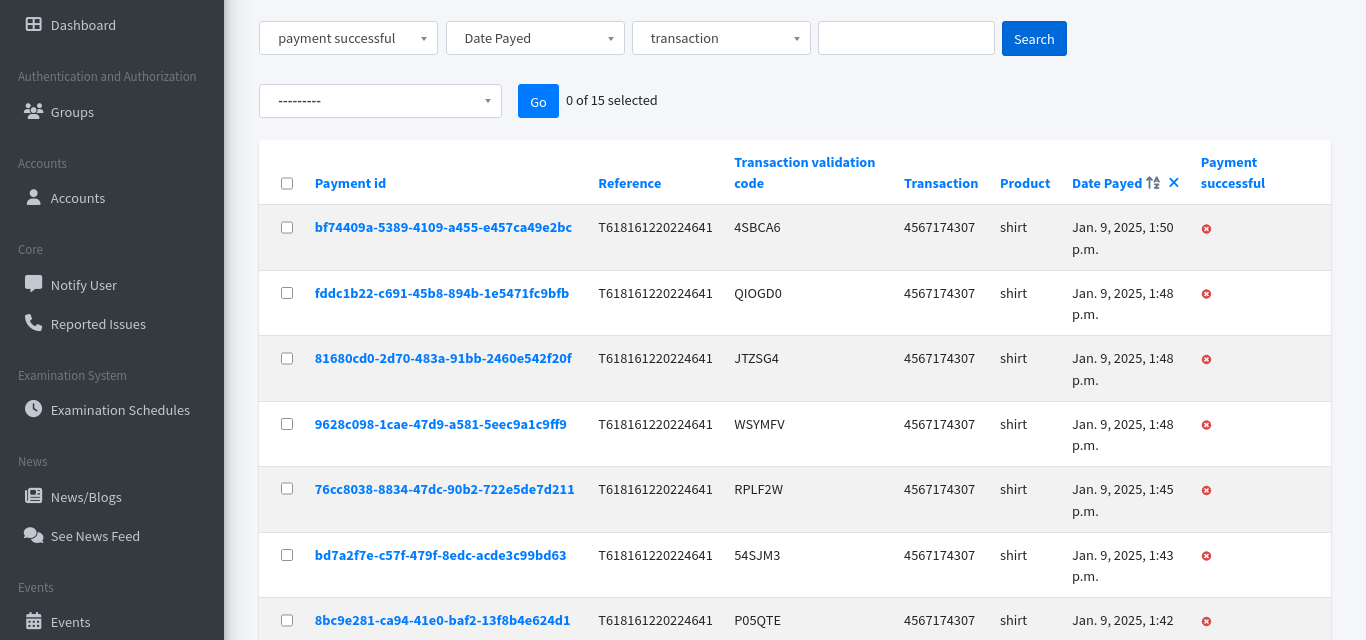 Dashboard
Authentication and Authorization
Groups
Accounts
Accounts
Core
Notify User
Reported Issues
Examination System
Examination Schedules
News
News/Blogs
See News Feed
Events
Events
payment successful Date Payed transaction Search
--------- Go 0 of 15 selected
Payment id Reference Transaction validation code Transaction Product Date Payed Payment successful
bf74409a-5389-4109-a455-e457ca49e2bc T618161220224641 4SBCA6 4567174307 shirt Jan. 9, 2025, 1:50 p.m.
fddc1b22-c691-45b8-894b-1e5471fc9bfb T618161220224641 QIOGD0 4567174307 shirt Jan. 9, 2025, 1:48 p.m.
81680cd0-2d70-483a-91bb-2460e542f20f T618161220224641 JTZSG4 4567174307 shirt Jan. 9, 2025, 1:48 p.m.
9628c098-1cae-47d9-a581-5eec9a1c9ff9 T618161220224641 WSYMFV 4567174307 shirt Jan. 9, 2025, 1:48 p.m.
76cc8038-8834-47dc-90b2-722e5de7d211 T618161220224641 RPLF2W 4567174307 shirt Jan. 9, 2025, 1:45 p.m.
bd7a2f7e-c57f-479f-8edc-acde3c99bd63 T618161220224641 54SJM3 4567174307 shirt Jan. 9, 2025, 1:43 p.m.
8bc9e281-ca94-41e0-baf2-13f8b4e624d1 T618161220224641 P05QTE 4567174307 shirt Jan. 9, 2025, 1:42